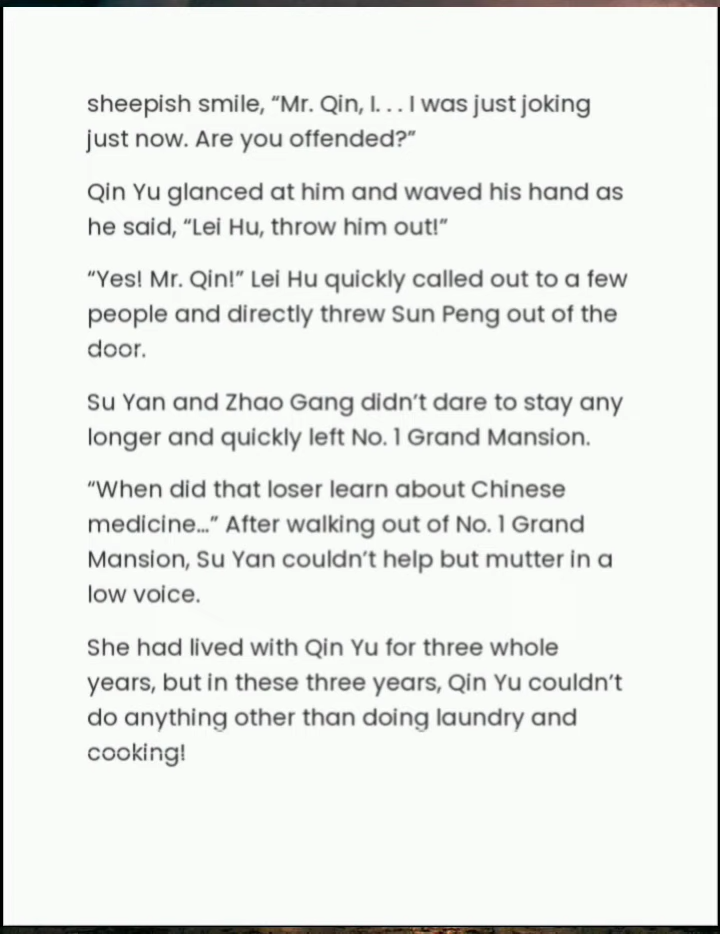 sheepish smile, “Mr. Qin, I. . . I was just joking
just now. Are you offended?”
Qin Yu glanced at him and waved his hand as
he said, “Lei Hu, throw him out!”
“Yes! Mr. Qin!” Lei Hu quickly called out to a few
people and directly threw Sun Peng out of the
door.
Su Yan and Zhao Gang didn’t dare to stay any
longer and quickly left No. 1 Grand Mansion.
“When did that loser learn about Chinese
medicine…” After walking out of No. 1 Grand
Mansion, Su Yan couldn’t help but mutter in a
low voice.
She had lived with Qin Yu for three whole
years, but in these three years, Qin Yu couldn’t
do anything other than doing laundry and
cooking!